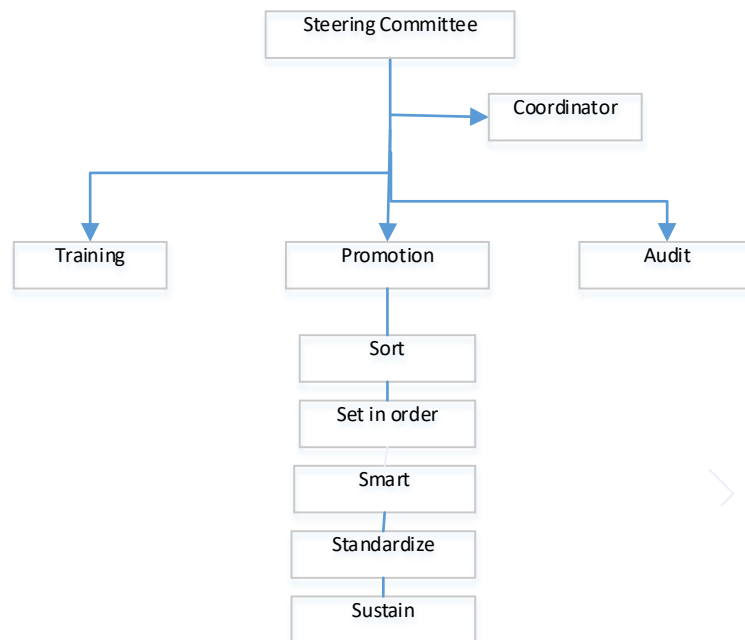 Steering Committee
Coordinator
Training
Promotion
Audit
Sort
Set in order
Smart
Standardize
Sustain